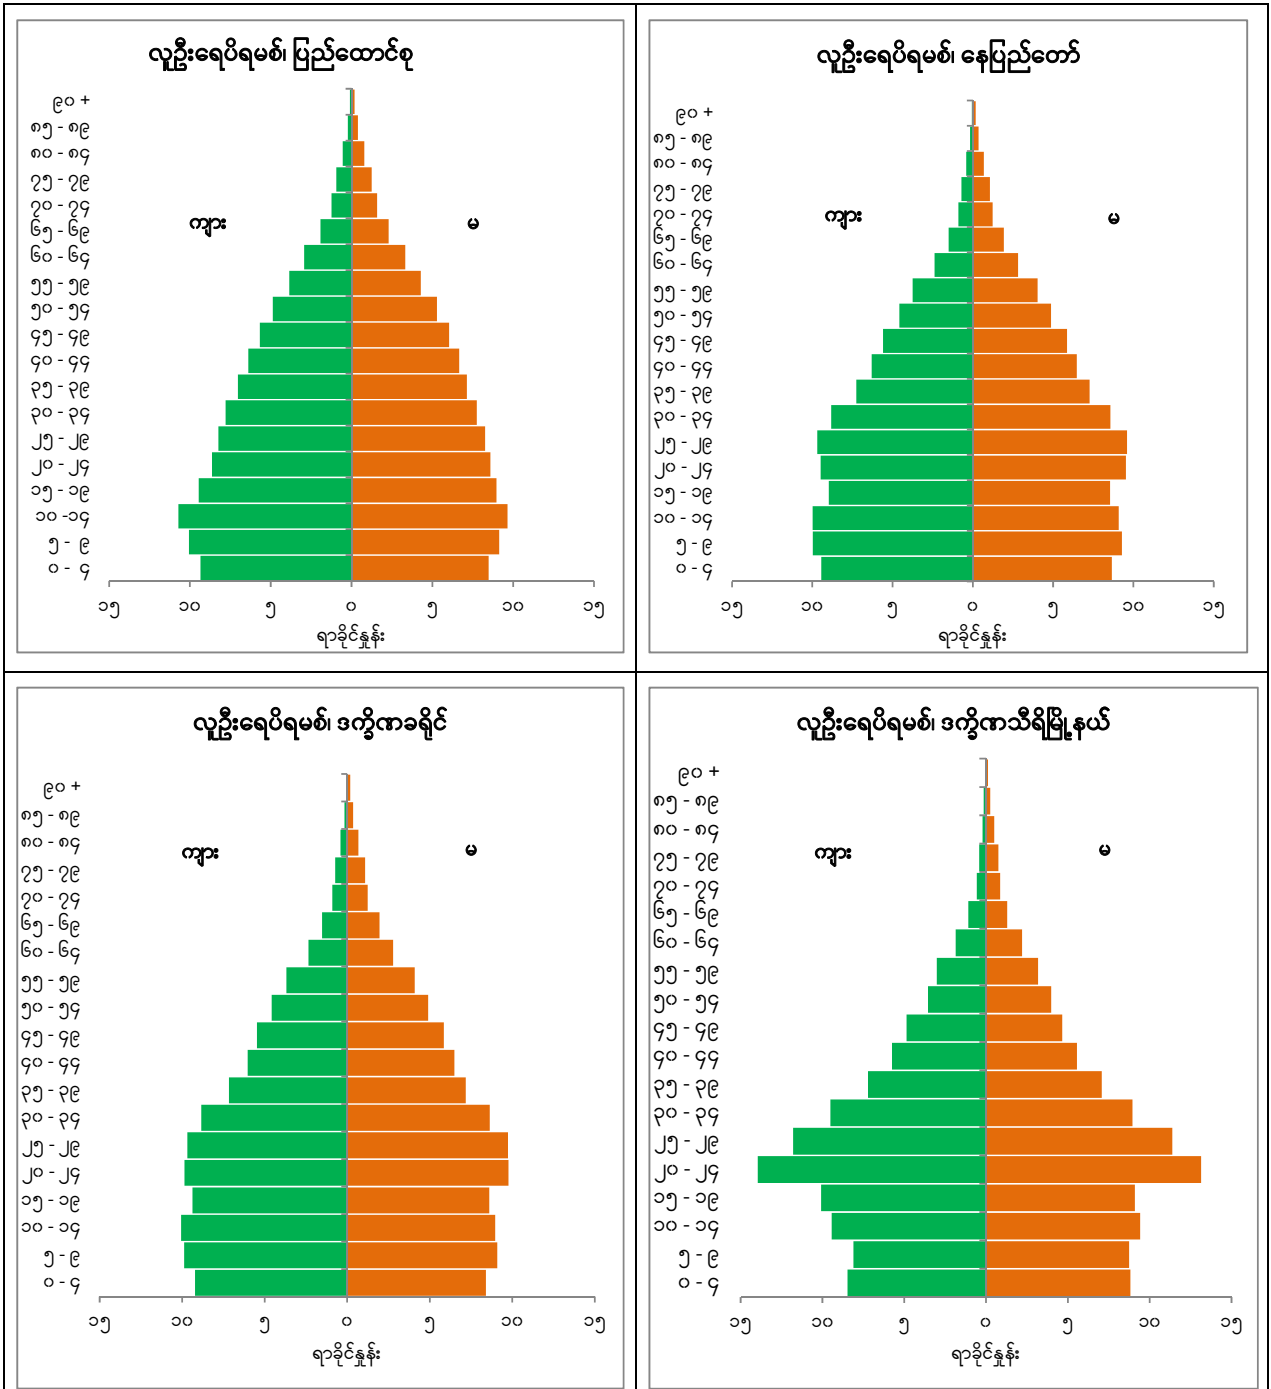 လူဦးရေပိရမစ်၊ ပြည်ထောင်စု
၉၀ +
၈၅ - ၈၉
၈၀ - ၈၄
၇၅ - ၇၉
၇၀ - ၇၄
၆၅ - ၆၉
၆၀ - ၆၄
၅၅ - ၅၉
၅၀ - ၅၄
၄၅ - ၄၉
၄၀ - ၄၄
၃၅ - ၃၉
၃၀ - ၃၄
၂၅ - ၂၉
၂၀ - ၂၄
၁၅ - ၁၉
၁၀ -၁၄
၅ - ၉
၀ - ၄
ကျား မ
၁၅ ၁၀ ၅ ၀ ၅ ၁၀ ၁၅
ရာခိုင်နှုန်း
လူဦးရေပိရမစ်၊ နေပြည်တော်
၉၀ +
၈၅ - ၈၉
၈၀ - ၈၄
၇၅ - ၇၉
၇၀ - ၇၄
၆၅ - ၆၉
၆၀ - ၆၄
၅၅ - ၅၉
၅၀ - ၅၄
၄၅ - ၄၉
၄၀ - ၄၄
၃၅ - ၃၉
၃၀ - ၃၄
၂၅ - ၂၉
၂၀ - ၂၄
၁၅ - ၁၉
၁၀ - ၁၄
၅ - ၉
၀ - ၄
ကျား မ
၁၅ ၁၀ ၅ ၀ ၅ ၁၀ ၁၅
ရာခိုင်နှုန်း
လူဦးရေပိရမစ်၊ ဒက္ခိဏခရိုင်
၉၀ +
၈၅ - ၈၉
၈၀ - ၈၄
၇၅ - ၇၉
၇၀ - ၇၄
၆၅ - ၆၉
၆၀ - ၆၄
၅၅ - ၅၉
၅၀ - ၅၄
၄၅ - ၄၉
၄၀ - ၄၄
၃၅ - ၃၉
၃၀ - ၃၄
၂၅ - ၂၉
၂၀ - ၂၄
၁၅ - ၁၉
၁၀ - ၁၄
၅ - ၉
၀ - ၄
ကျား မ
၁၅ ၁၀ ၅ ၀ ၅ ၁၀ ၁၅
ရာခိုင်နှုန်း
လူဦးရေပိရမစ်၊ ဒက္ခိဏသီရိမြို့နယ်
၉၀ +
၈၅ - ၈၉
၈၀ - ၈၄
၇၅ - ၇၉
၇၀ - ၇၄
၆၅ - ၆၉
၆၀ - ၆၄
၅၅ - ၅၉
၅၀ - ၅၄
၄၅ - ၄၉
၄၀ - ၄၄
၃၅ - ၃၉
၃၀ - ၃၄
၂၅ - ၂၉
၂၀ - ၂၄
၁၅ - ၁၉
၁၀ - ၁၄
၅ - ၉
၀ - ၄
ကျား မ
၁၅ ၁၀ ၅ ၀ ၅ ၁၀ ၁၅
ရာခိုင်နှုန်း